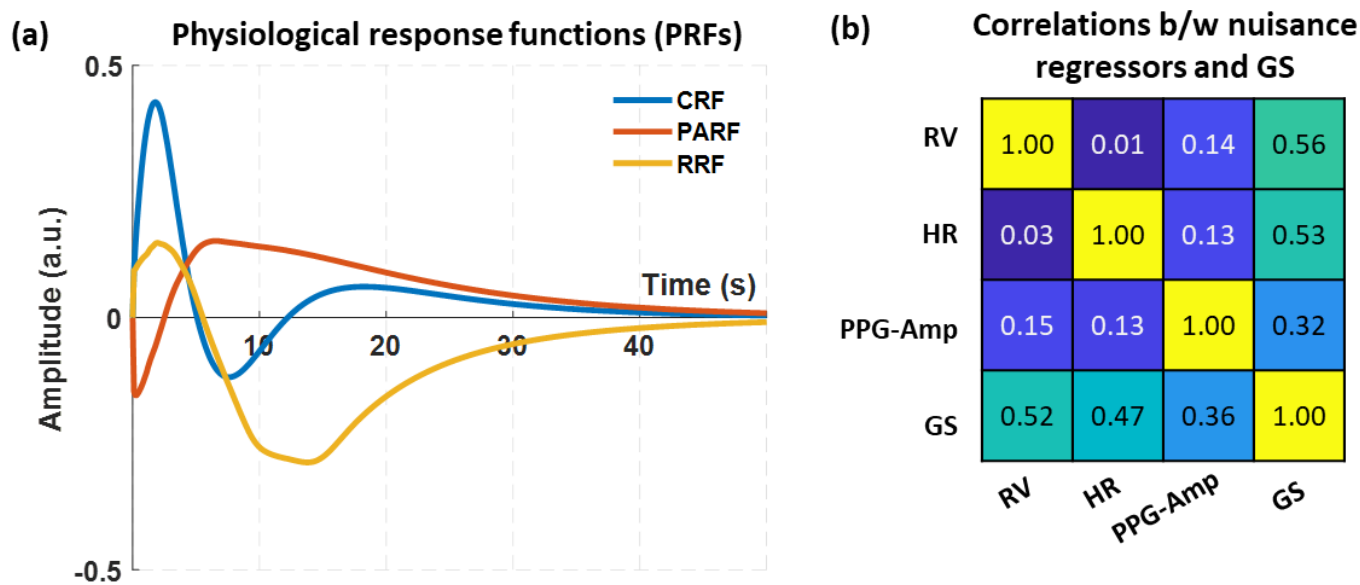 (a)
Physiological response functions (PRFs)
0.5
CRF
PARF
RRF
Amplitude (a.u.)
Time (s)
0
10
20
30
40
-0.5
(b)
Correlations b/w nuisance
regressors and GS
RV
1.00
0.01
0.14
0.56
HR
0.03
1.00
0.13
0.53
PPG-Amp
0.15
0.13
1.00
0.32
GS
0.52
0.47
0.36
1.00
RV
HR
PPG-Amp
GS